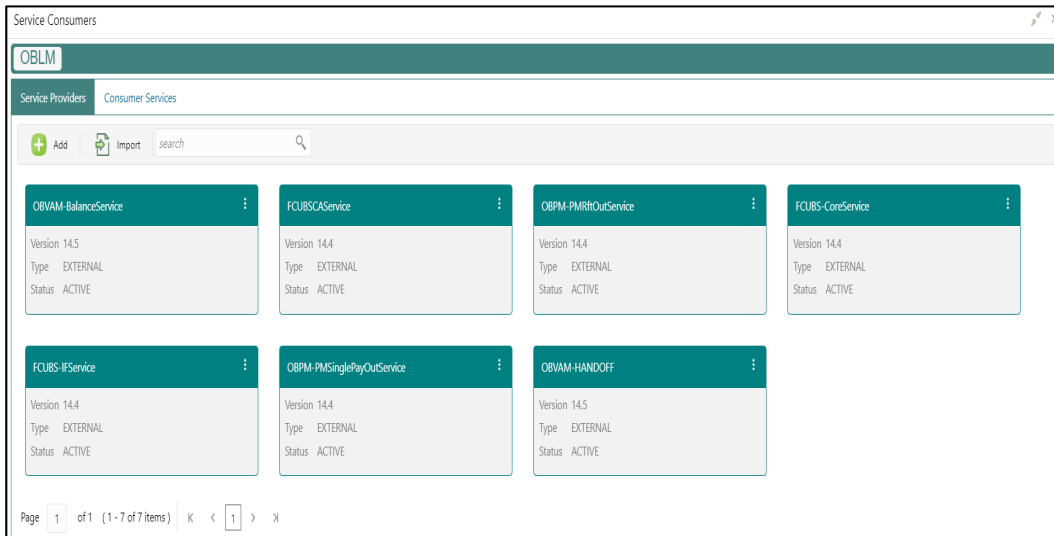 Service Consumers
OBLM
Service Providers Consumer Services
Add Import search
OBVAM-BalanceService
Version 14.5
Type EXTERNAL
Status ACTIVE
FCUBSCAService
Version 14.4
Type EXTERNAL
Status ACTIVE
OBPM-PMRftOutService
Version 14.4
Type EXTERNAL
Status ACTIVE
FCUBS-CoreService
Version 14.4
Type EXTERNAL
Status ACTIVE
FCUBS-IFService
Version 14.4
Type EXTERNAL
Status ACTIVE
OBPM-PMSinglePayOutService
Version 14.4
Type EXTERNAL
Status ACTIVE
OBVAM-HANDOFF
Version 14.5
Type EXTERNAL
Status ACTIVE
Page 1 of 1 (1 - 7 of 7 items) 1